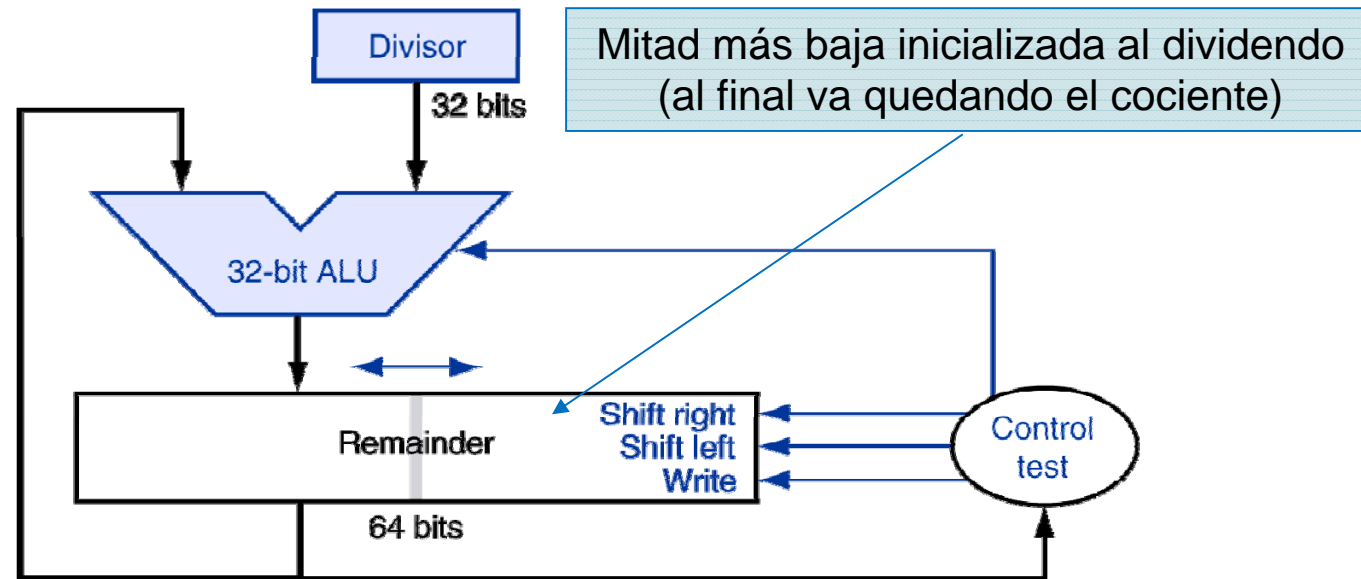 Divisor
Mitad más baja inicializada al dividendo
(al final va quedando el cociente)
32 bits
32-bit ALU
Shift right
Remainder
Shift left
Write
Control
test
64 bits